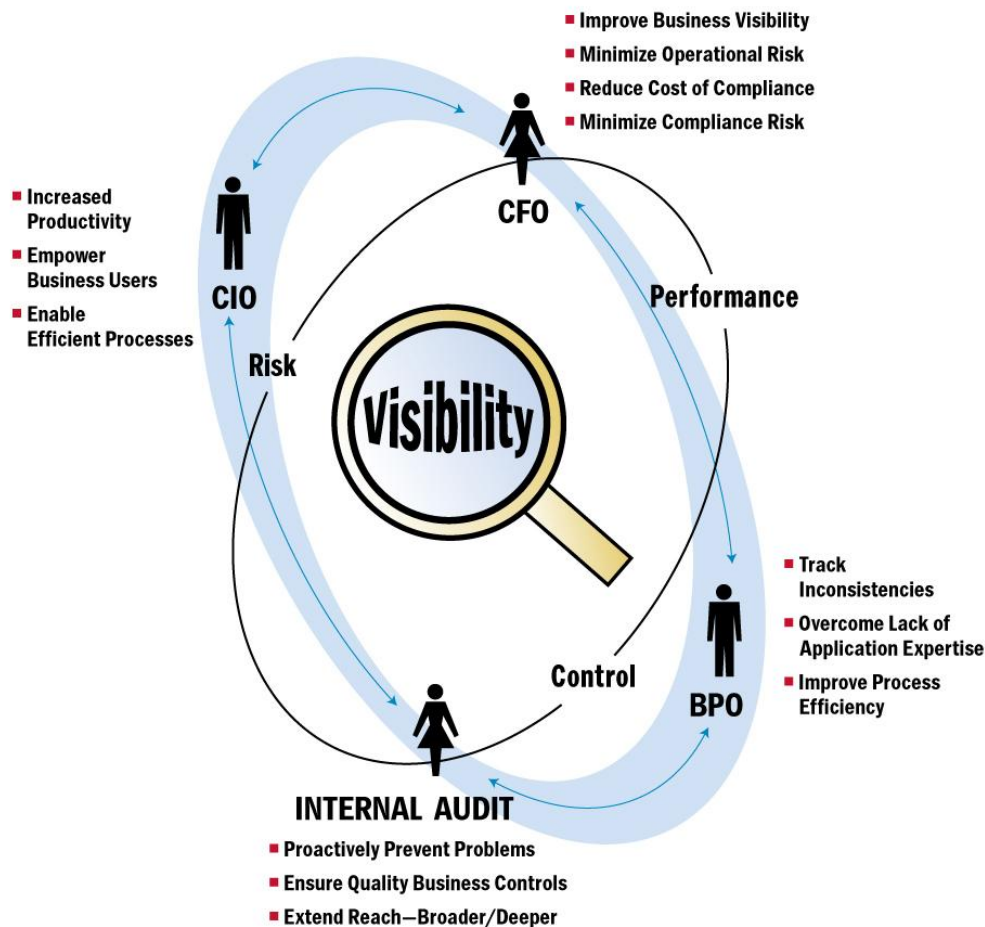 Improve Business Visibility
Minimize Operational Risk
Reduce Cost of Compliance
Minimize Compliance Risk
CFO
Increased
Productivity
Empower
Business Users
Enable
Efficient Processes
CIO
Performance
Risk
Visibility
Track
Inconsistencies
Overcome Lack of
Application Expertise
Improve Process
Efficiency
BPO
Control
INTERNAL AUDIT
Proactively Prevent Problems
Ensure Quality Business Controls
Extend Reach—Broader/Deeper